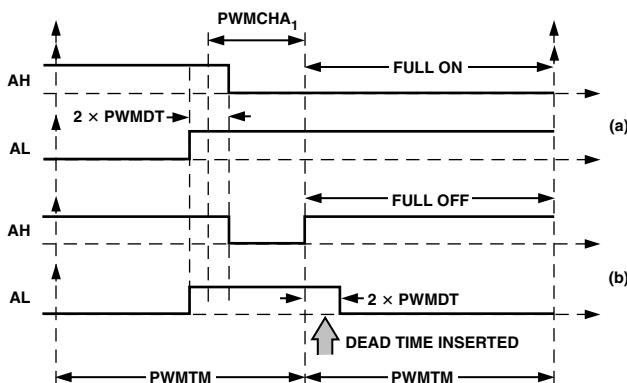 PWMCHA1
FULL ON
AH
2 × PWMDT
(a)
AL
FULL OFF
AH
(b)
AL
2 × PWMDT
DEAD TIME INSERTED
PWMTM
PWMTM